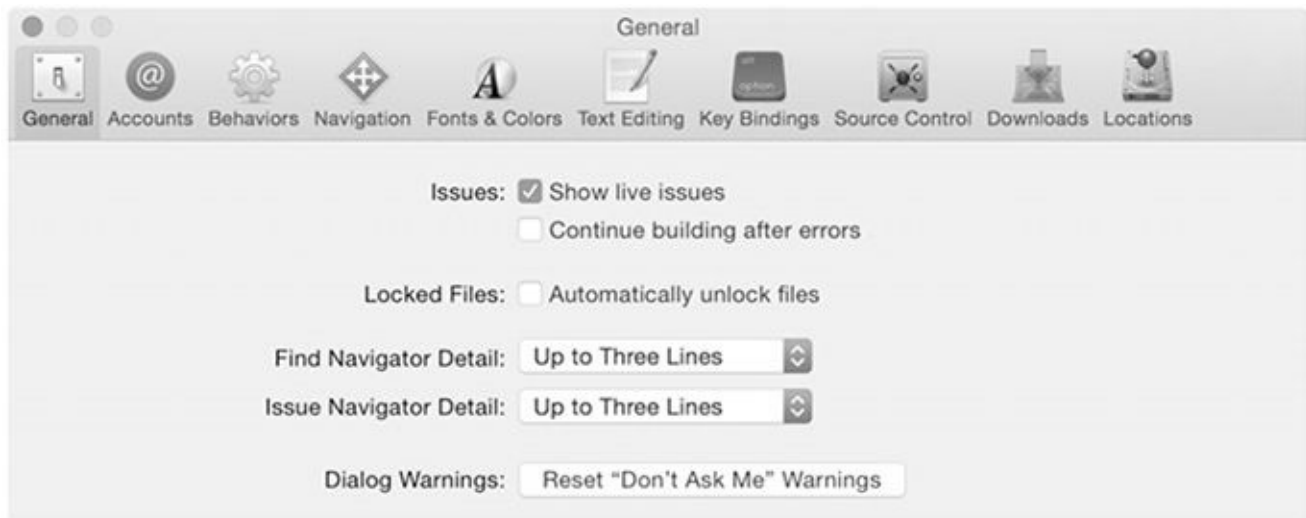 General
General Accounts Behaviors Navigation Fonts & Colors Text Editing Key Bindings Source Control Downloads Locations
Issues: Show live issues
Continue building after errors
Locked Files: Automatically unlock files
Find Navigator Detail: Up to Three Lines
Issue Navigator Detail: Up to Three Lines
Dialog Warnings: Reset “Don’t Ask Me” Warnings